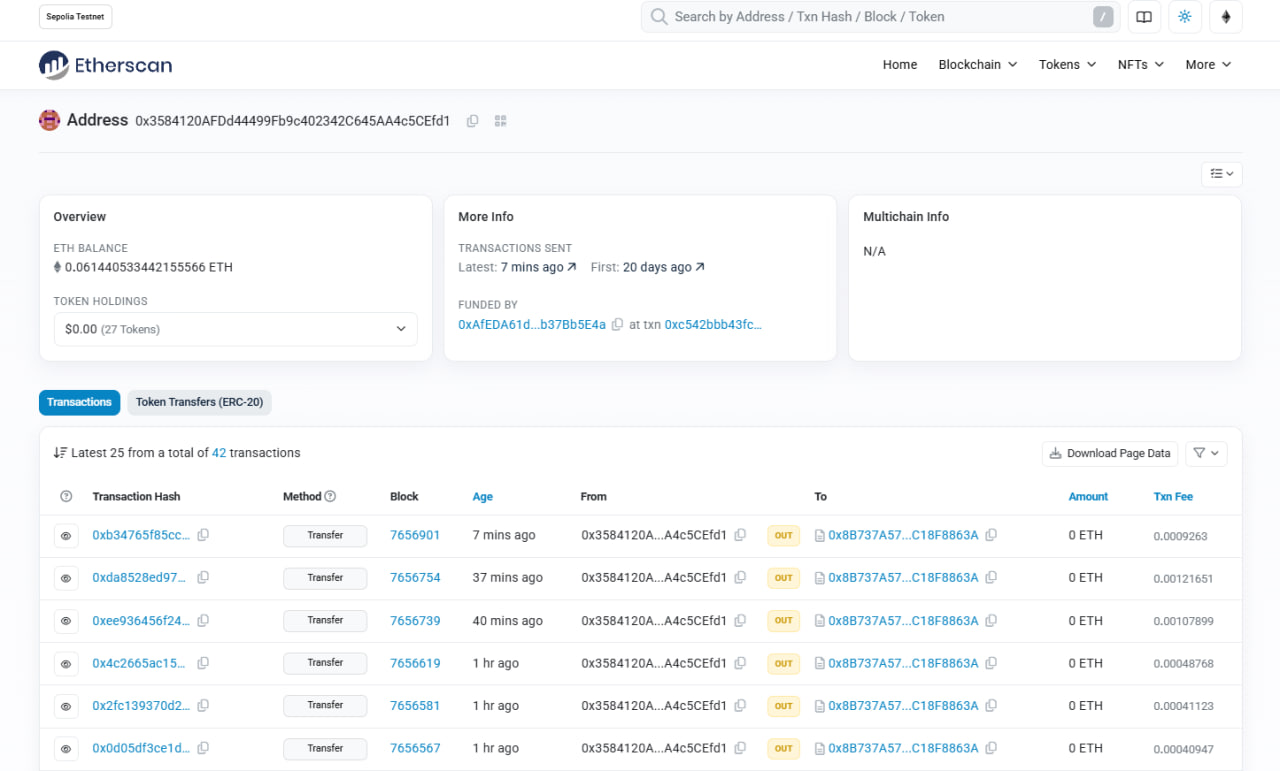 Sepolia Testnet
Search by Address / Txn Hash / Block / Token /
Etherscan Home Blockchain Tokens NFTs More
Address 0x3584120AFDd44499Fb9c402342C645AA4c5CEfd1
Overview
ETH BALANCE
0.061440533442155566 ETH
TOKEN HOLDINGS
$0.00 (27 Tokens)
More Info
TRANSACTIONS SENT
Latest: 7 mins ago First: 20 days ago
FUNDED BY
0xAfEDA61d...b37Bb5E4a at txn 0xc542bbb43fc...
Multichain Info
N/A
Transactions Token Transfers (ERC-20)
Latest 25 from a total of 42 transactions Download Page Data
Transaction Hash Method Block Age From To Amount Txn Fee
0xb34765f85cc... Transfer 7656901 7 mins ago 0x3584120A...A4c5CEfd1 OUT 0x8B737A57...C18F8863A 0 ETH 0.0009263
0xda8528ed97... Transfer 7656754 37 mins ago 0x3584120A...A4c5CEfd1 OUT 0x8B737A57...C18F8863A 0 ETH 0.00121651
0xee936456f24... Transfer 7656739 40 mins ago 0x3584120A...A4c5CEfd1 OUT 0x8B737A57...C18F8863A 0 ETH 0.00107899
0x4c2665ac15... Transfer 7656619 1 hr ago 0x3584120A...A4c5CEfd1 OUT 0x8B737A57...C18F8863A 0 ETH 0.00048768
0x2fc139370d2... Transfer 7656581 1 hr ago 0x3584120A...A4c5CEfd1 OUT 0x8B737A57...C18F8863A 0 ETH 0.00041123
0x0d05df3ce1d... Transfer 7656567 1 hr ago 0x3584120A...A4c5CEfd1 OUT 0x8B737A57...C18F8863A 0 ETH 0.00040947